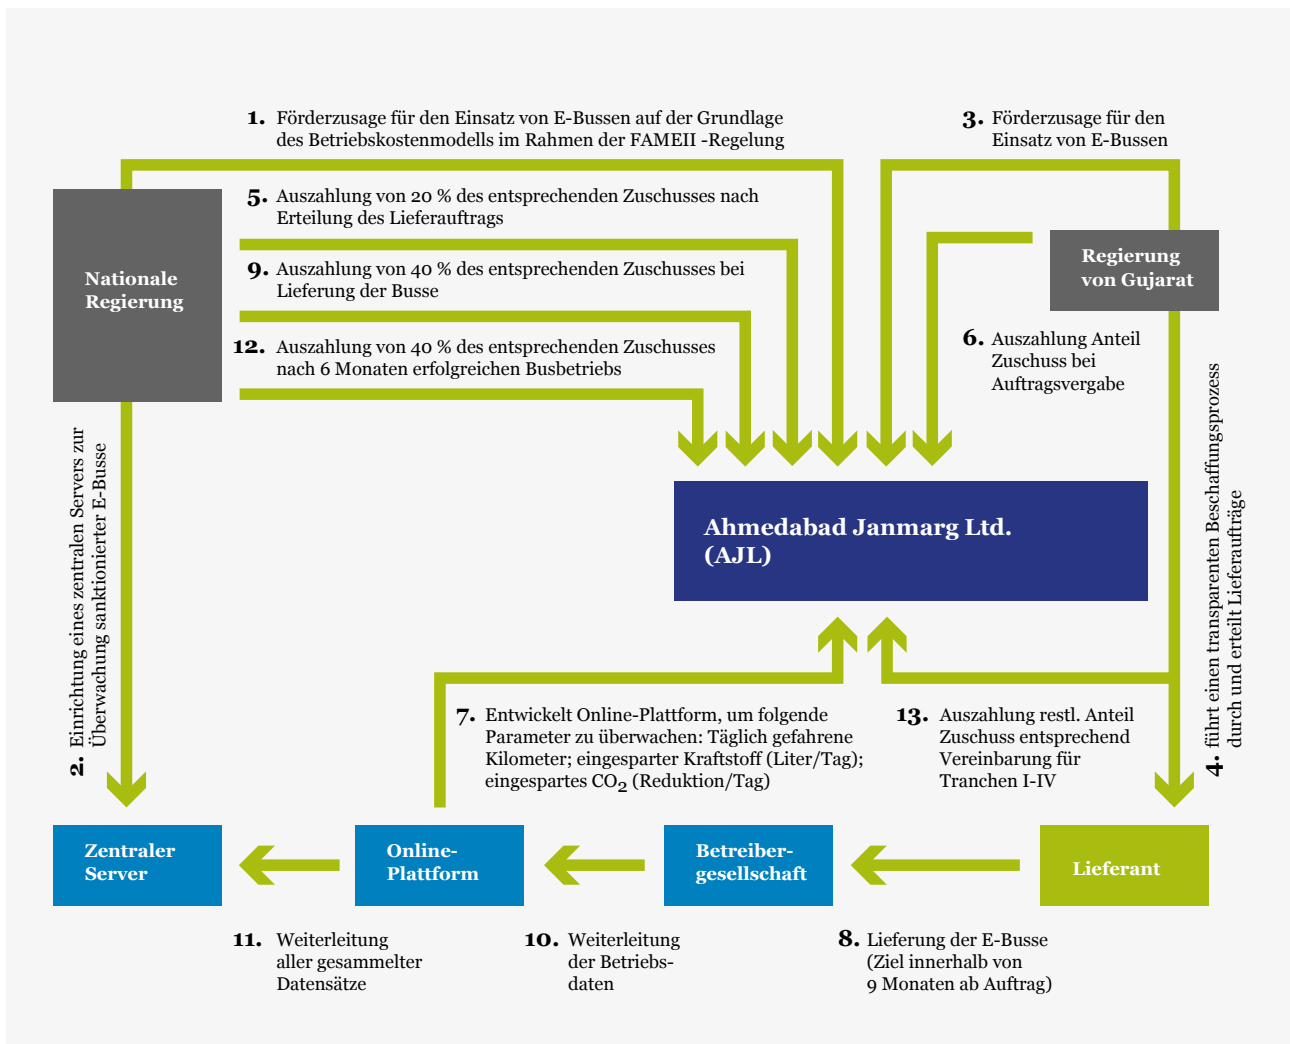 1. Förderzusage für den Einsatz von E-Bussen auf der Grundlage
des Betriebskostenmodells im Rahmen der FAMEII -Regelung
3. Förderzusage für den
Einsatz von E-Bussen
5. Auszahlung von 20 % des entsprechenden Zuschusses nach
Erteilung des Lieferauftrags
Nationale
Regierung
9. Auszahlung von 40 % des entsprechenden Zuschusses bei
Lieferung der Busse
Regierung
von Gujarat
12. Auszahlung von 40 % des entsprechenden Zuschusses
nach 6 Monaten erfolgreichen Busbetriebs
6. Auszahlung Anteil
Zuschuss bei
Auftragsvergabe
2. Einrichtung eines zentralen Servers zur
Überwachung sanktionierter E-Busse
4. führt einen transparenten Beschaffungsprozess
durch und erteilt Lieferaufträge
Ahmedabad Janmarg Ltd.
(AJL)
7. Entwickelt Online-Plattform, um folgende
Parameter zu überwachen: Täglich gefahrene
Kilometer; eingesparter Kraftstoff (Liter/Tag);
eingespartes CO2 (Reduktion/Tag)
13. Auszahlung restl. Anteil
Zuschuss entsprechend
Vereinbarung für
Tranchen I-IV
Zentraler
Server
Online-
Plattform
Betreiber-
gesellschaft
Lieferant
11. Weiterleitung
aller gesammelter
Datensätze
10. Weiterleitung
der Betriebs-
daten
8. Lieferung der E-Busse
(Ziel innerhalb von
9 Monaten ab Auftrag)